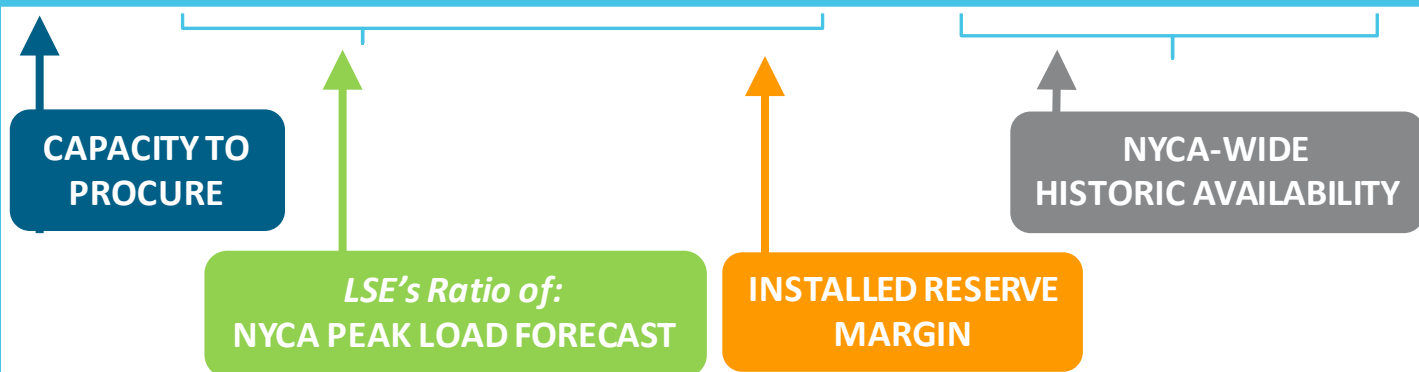 CAPACITY TO
PROCURE
NYCA-WIDE
HISTORIC AVAILABILITY
LSE's Ratio of:
NYCA PEAK LOAD FORECAST
INSTALLED RESERVE
MARGIN